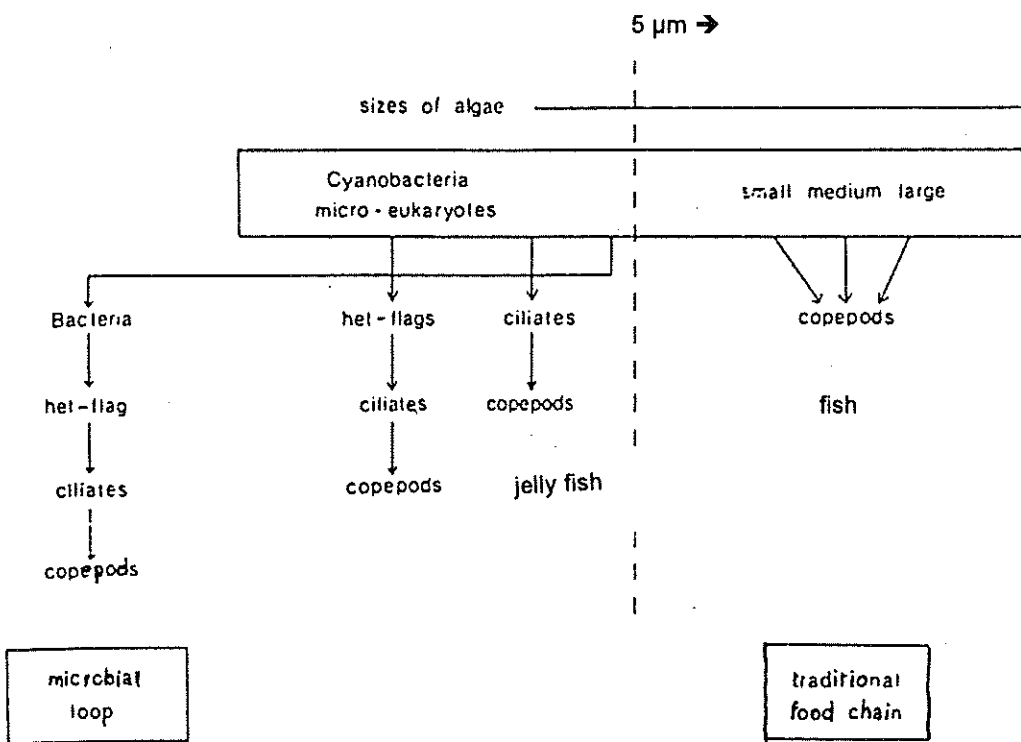 5 µm →
sizes of algae
Cyanobacteria
micro-eukaryotes
small medium large
Bacteria
het-flags
ciliates
copepods
het-flag
ciliates
copepods
fish
ciliates
copepods
jelly fish
copepods
microbial
loop
traditional
food chain